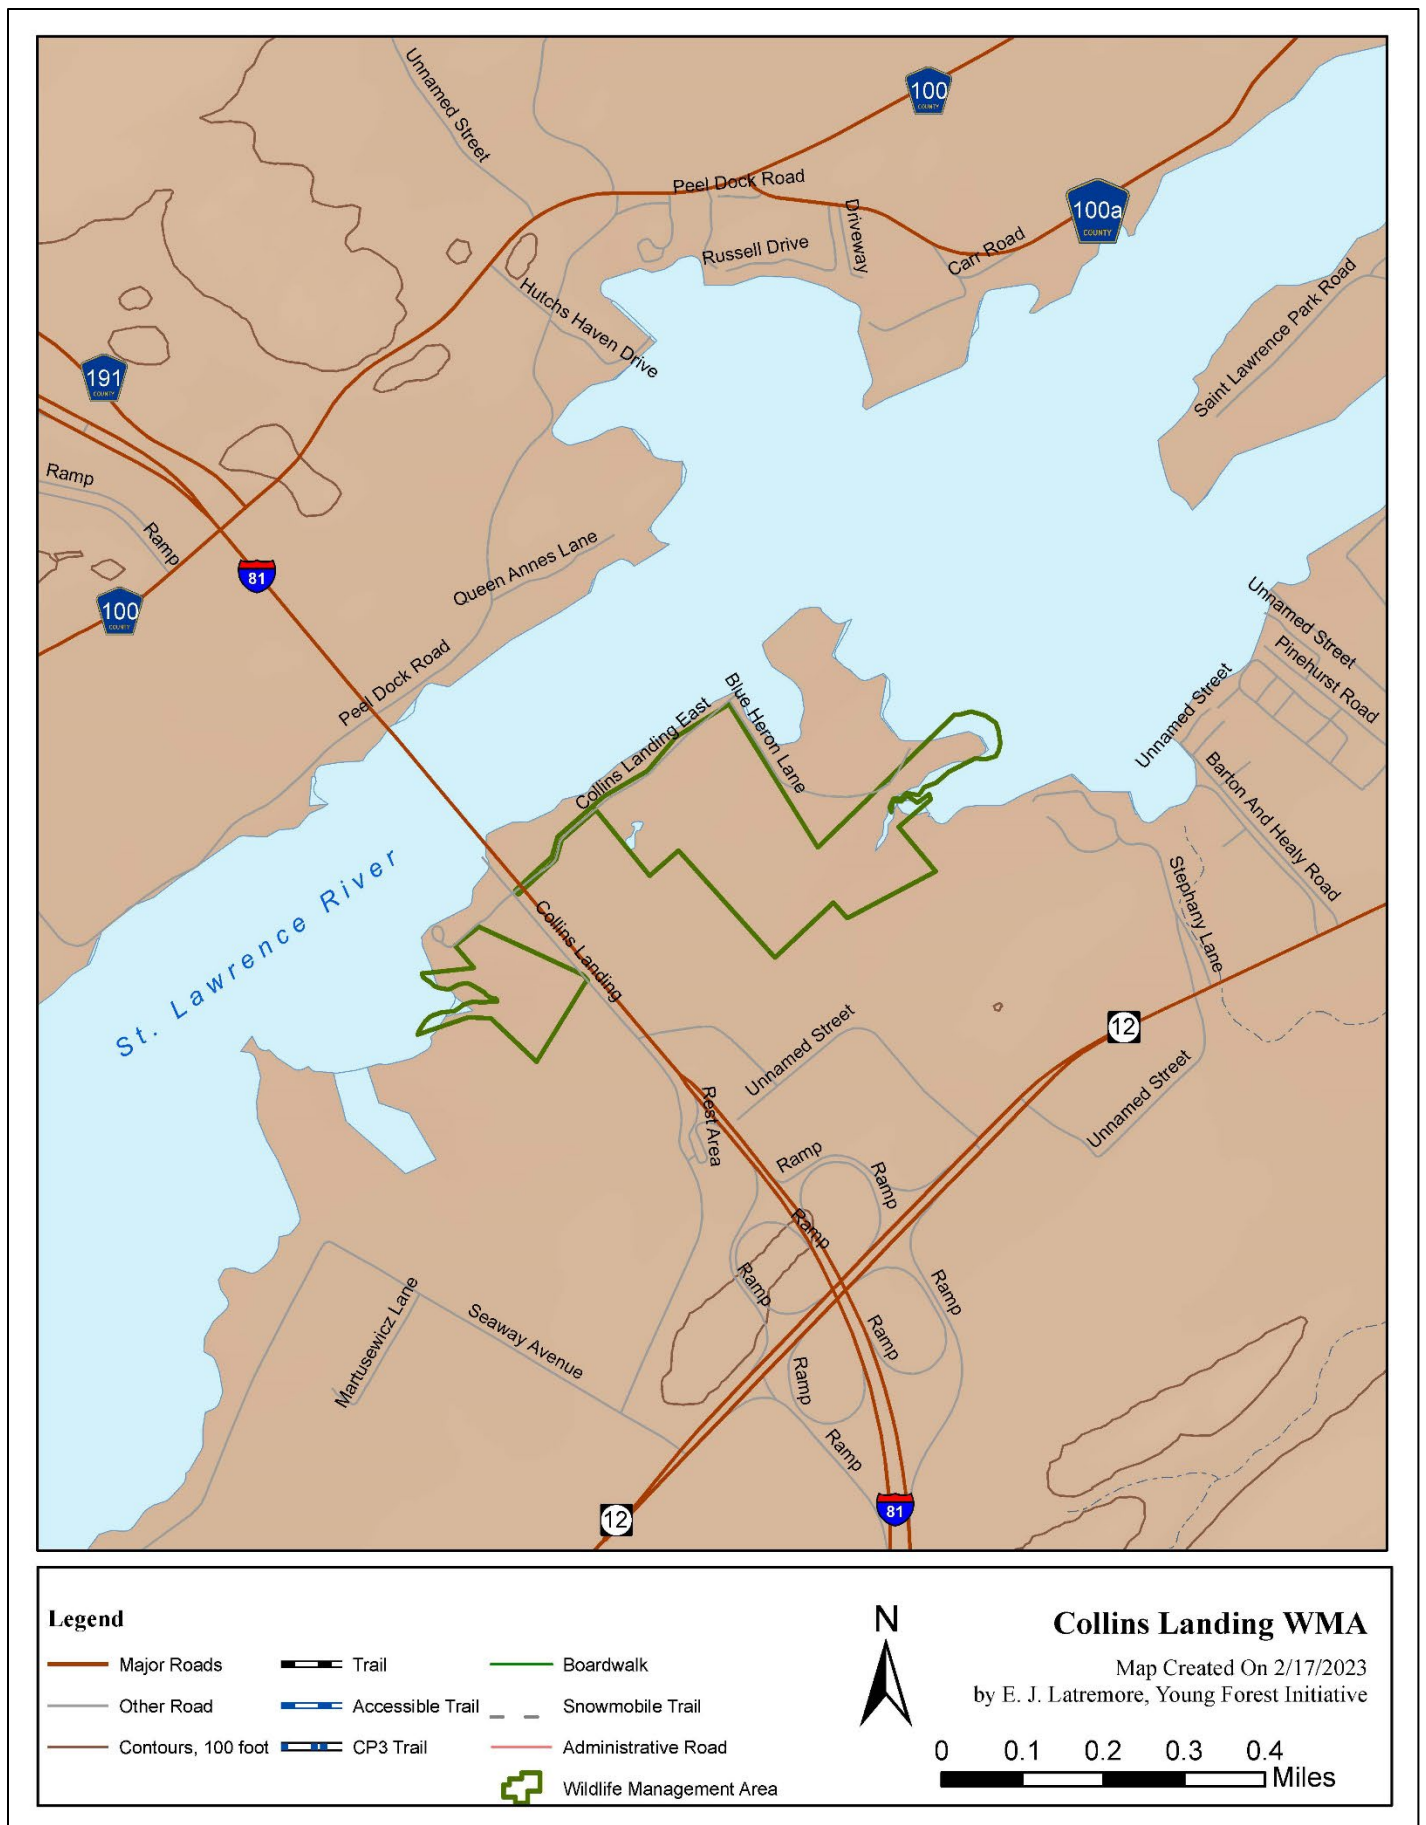 Unnamed Street
100
COUNTY
Peel Dock Road
100a
COUNTY
Driveway
Russell Drive
Carr Road
Hutchs Haven Drive
Saint Lawrence Park Road
191
COUNTY
Ramp
Ramp
81
Queen Annes Lane
100
COUNTY
Unnamed Street
Pinehurst Road
Peel Dock Road
Blue Heron Lane
Unnamed Street
Collins Landing East
Barton And Healy Road
St. Lawrence River
Stephany Lane
Collins Landing
12
Unnamed Street
Unnamed Street
Rest Area
Ramp
Ramp
Ramp
Ramp
Ramp
Martusewicz Lane
Seaway Avenue
Ramp
Ramp
Ramp
81
12
Legend
Major Roads
Other Road
Contours, 100 foot
Trail
Accessible Trail
CP3 Trail
Boardwalk
Snowmobile Trail
Administrative Road
Wildlife Management Area
N
Collins Landing WMA
Map Created On 2/17/2023
by E. J. Latremore, Young Forest Initiative
0 0.1 0.2 0.3 0.4
Miles